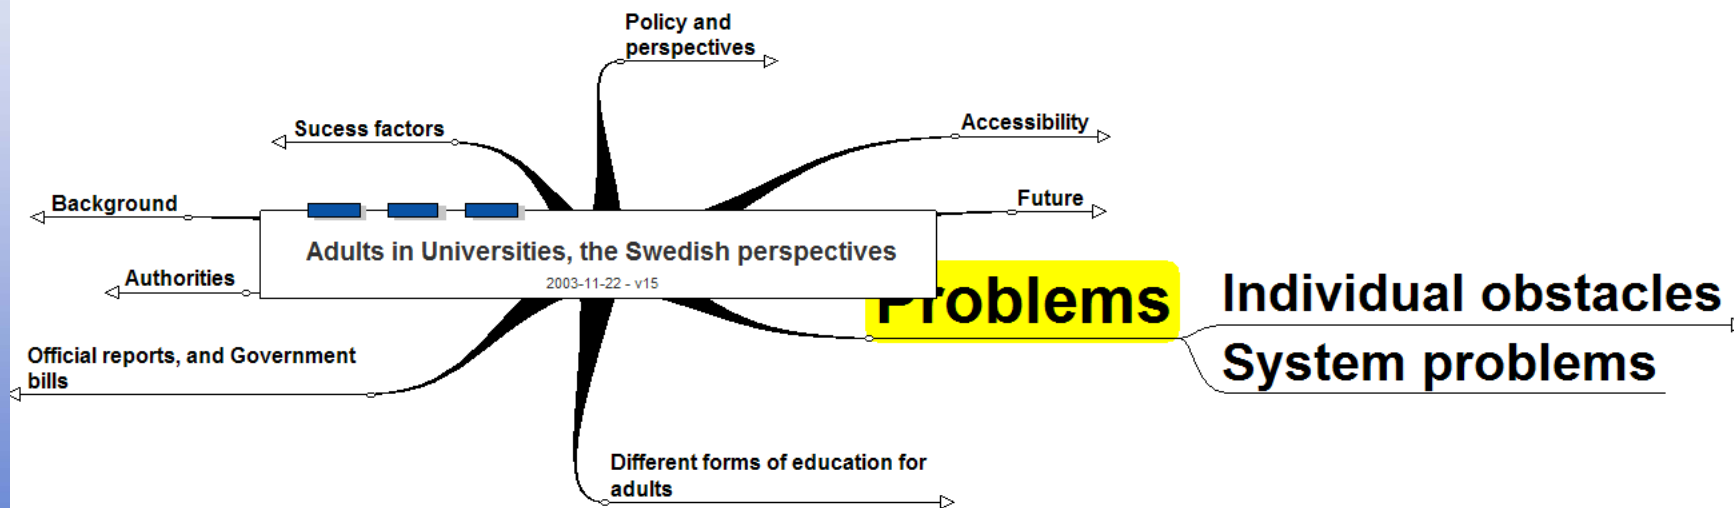 Policy and
perspectives
Sucess factors
Accessibility
Background
Future
Adults in Universities, the Swedish perspectives
2003-11-22 - v15
Authorities
Problems
Individual obstacles
System problems
Official reports, and Government
bills
Different forms of education for
adults